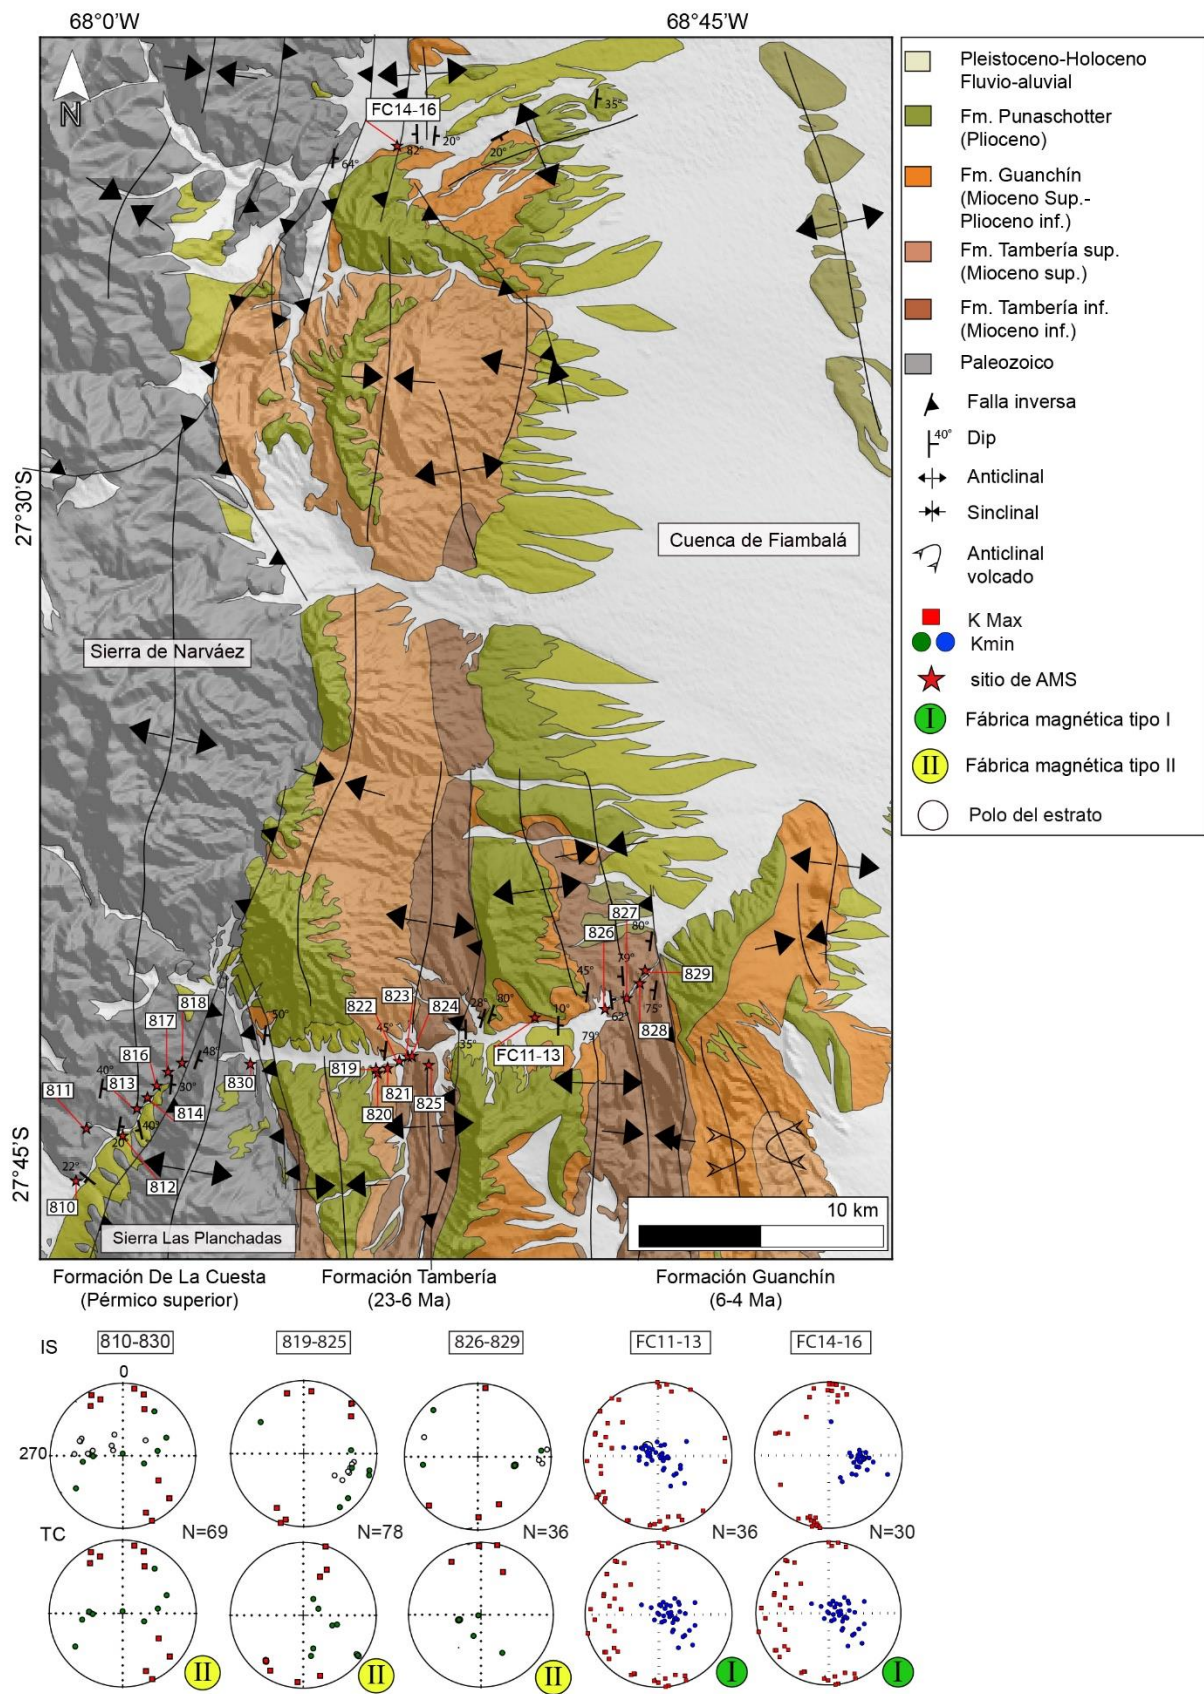 68°0'W
68°45'W
N
FC14-16
35°
82°
20°
20°
64°
27°30'S
Cuenca de Fiambalá
Sierra de Narváez
827
80°
826
829
79°
45°
823
818
822
824
28°
80°
817
10°
62°
75°
50°
828
45°
35°
79°
816
48°
FC11-13
40°
819
811
813
30°
830
821
814
825
820
40°
20°
812
27°45'S
22°
810
10 km
Sierra Las Planchadas
Pleistoceno-Holoceno
Fluvio-aluvial
Fm. Punaschotter
(Plioceno)
Fm. Guanchín
(Mioceno Sup.-
Plioceno inf.)
Fm. Tambería sup.
(Mioceno sup.)
Fm. Tambería inf.
(Mioceno inf.)
Paleozoico
Falla inversa
40°
Dip
Anticlinal
Sinclinal
Anticlinal
volcado
K Max
Kmin
sitio de AMS
I
Fábrica magnética tipo I
II
Fábrica magnética tipo II
Polo del estrato
Formación De La Cuesta
(Pérmico superior)
Formación Tambería
(23-6 Ma)
Formación Guanchín
(6-4 Ma)
IS
810-830
819-825
826-829
FC11-13
FC14-16
0
270
TC
N=69
N=78
N=36
N=36
N=30
II
II
II
I
I